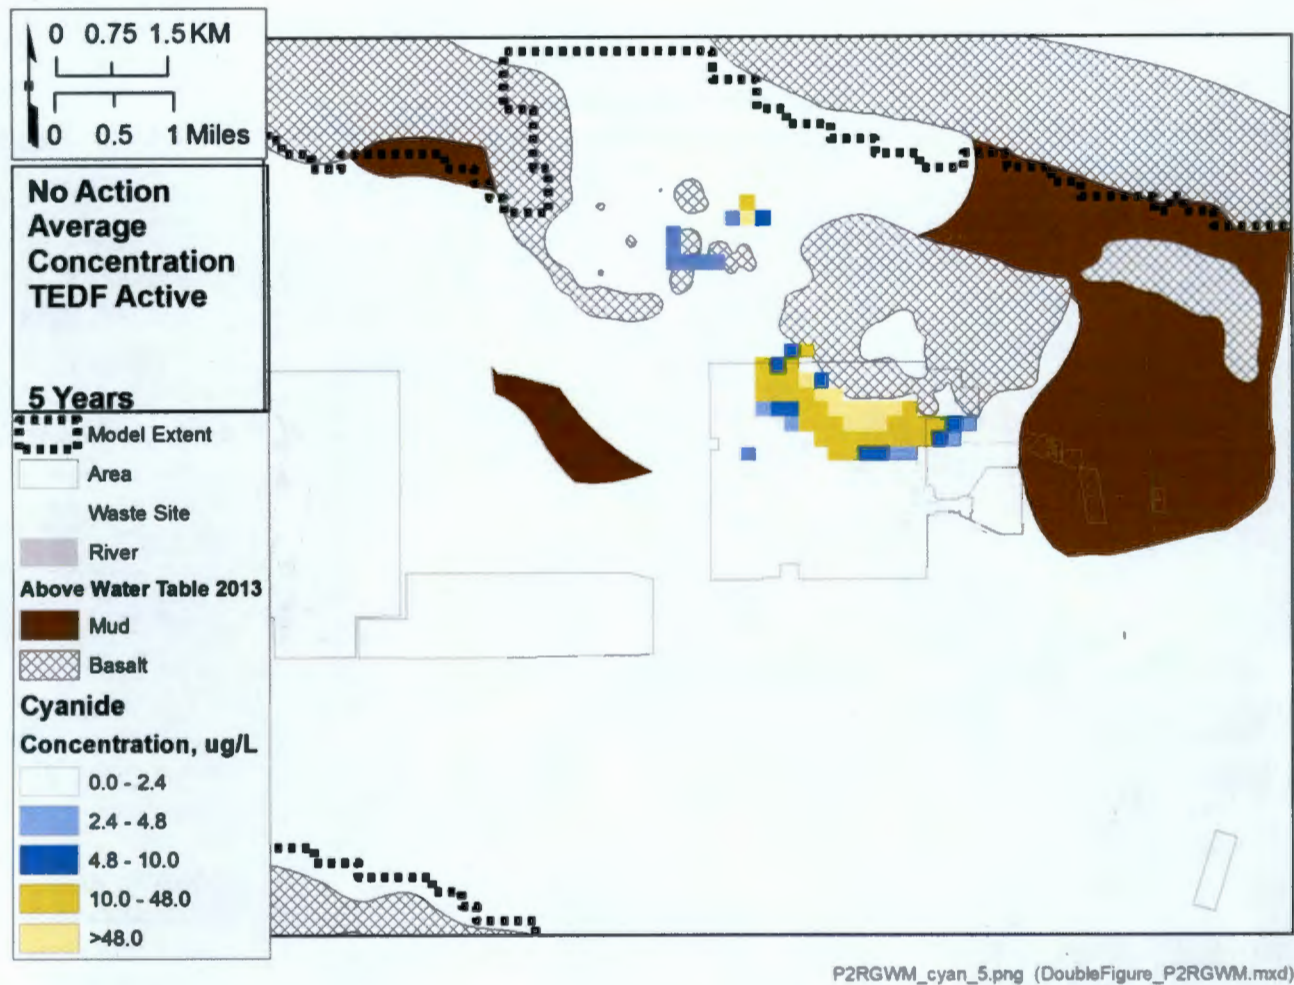 0 0.75 1.5 KM
0 0.5 1 Miles
No Action
Average
Concentration
TEDF Active
5 Years
Model Extent
Area
Waste Site
River
Above Water Table 2013
Mud
Basalt
Cyanide
Concentration, ug/L
0.0 - 2.4
2.4 - 4.8
4.8 - 10.0
10.0 - 48.0
>48.0
P2RGWM_cyan_5.png (DoubleFigure_P2RGWM.mxd)